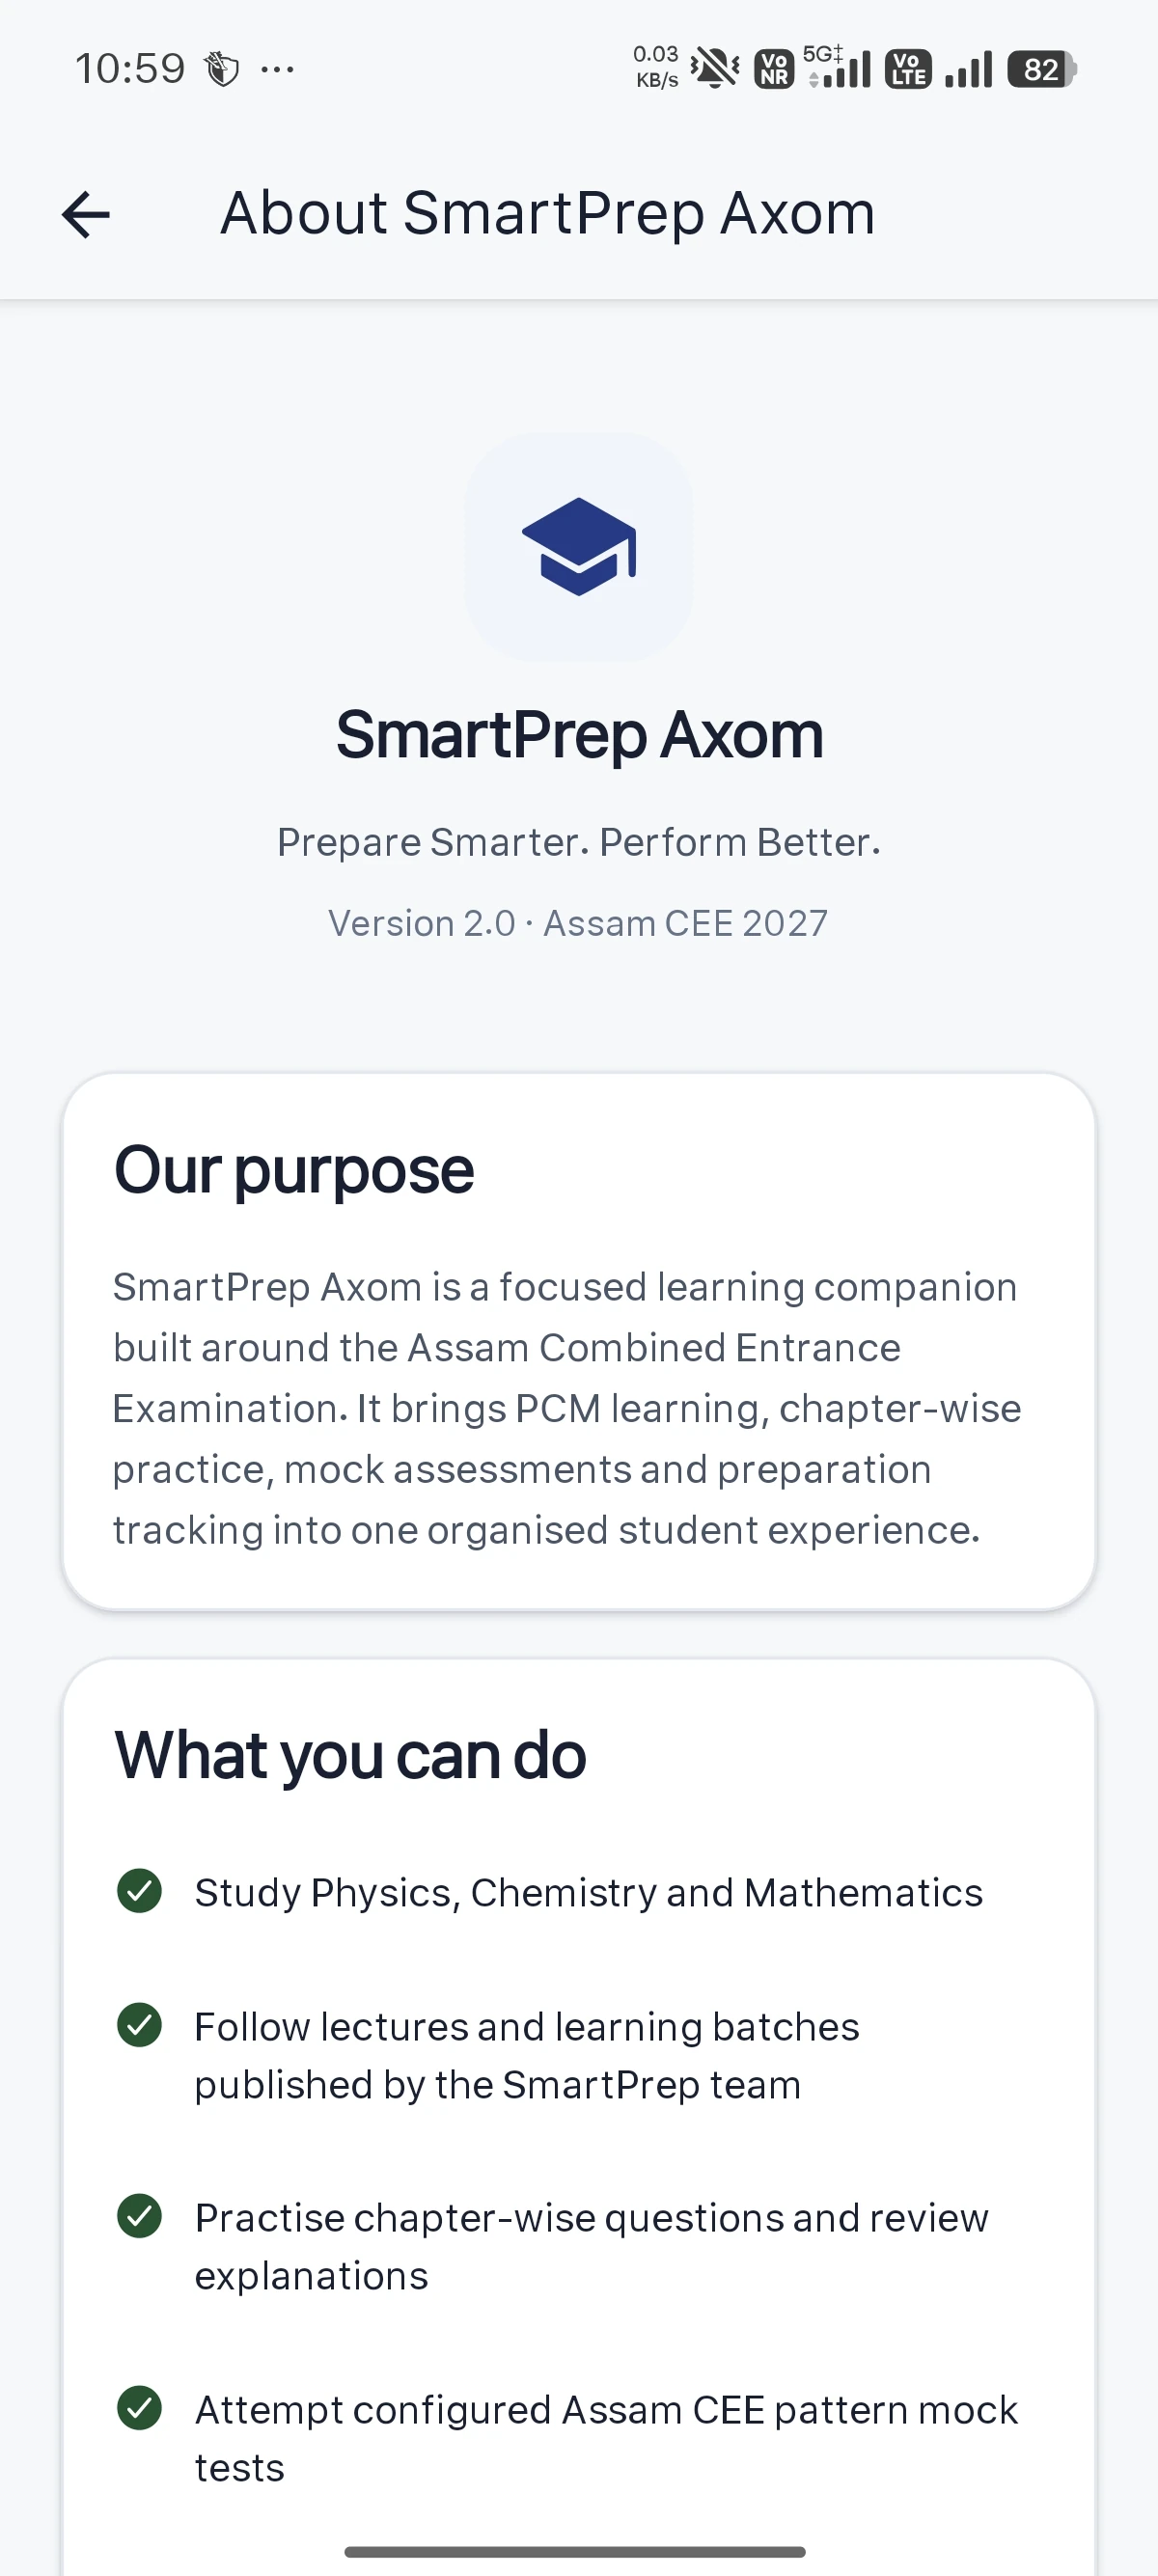 10:59 ...
0.03 KB/s Vo NR 5G‡ Vo LTE 82
About SmartPrep Axom
SmartPrep Axom
Prepare Smarter. Perform Better.
Version 2.0 · Assam CEE 2027
Our purpose
SmartPrep Axom is a focused learning companion
built around the Assam Combined Entrance
Examination. It brings PCM learning, chapter-wise
practice, mock assessments and preparation
tracking into one organised student experience.
What you can do
Study Physics, Chemistry and Mathematics
Follow lectures and learning batches
published by the SmartPrep team
Practise chapter-wise questions and review
explanations
Attempt configured Assam CEE pattern mock
tests